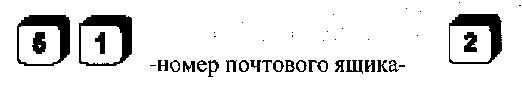 5 1 -номер почтового ящика- 2